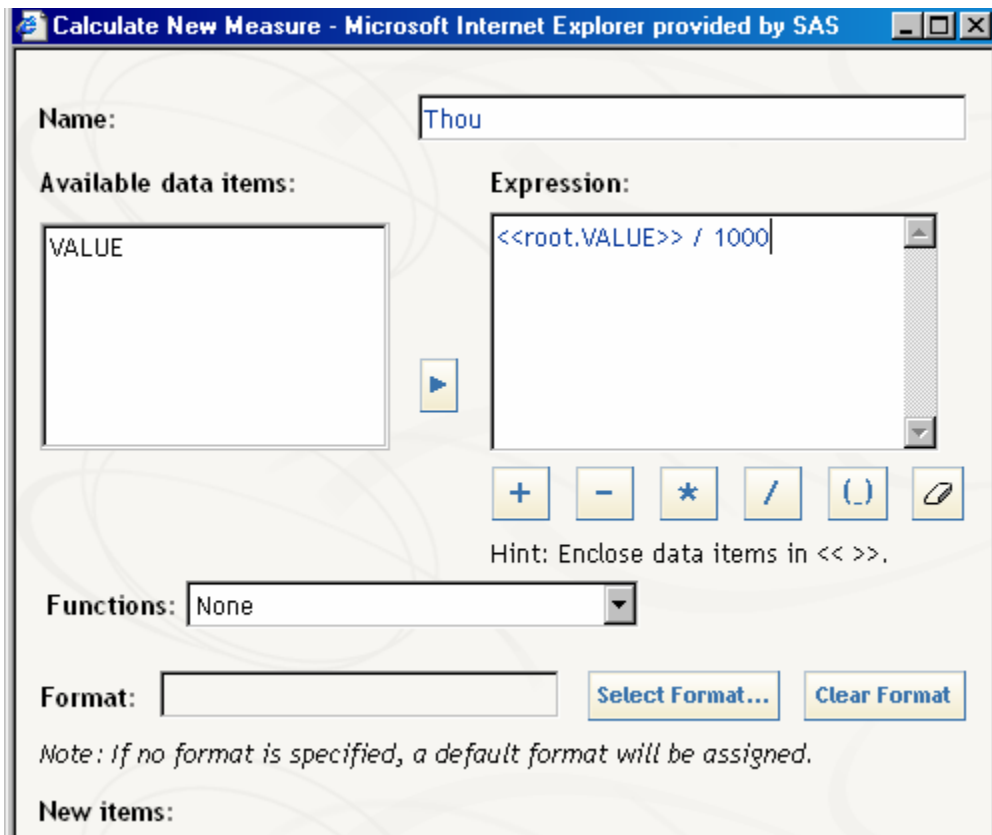 Calculate New Measure - Microsoft Internet Explorer provided by SAS
Name: Thou
Available data items: Expression:
VALUE <<root.VALUE>> / 1000
+ - * / (_)
Hint: Enclose data items in << >>.
Functions: None
Format: Select Format... Clear Format
Note: If no format is specified, a default format will be assigned.
New items: